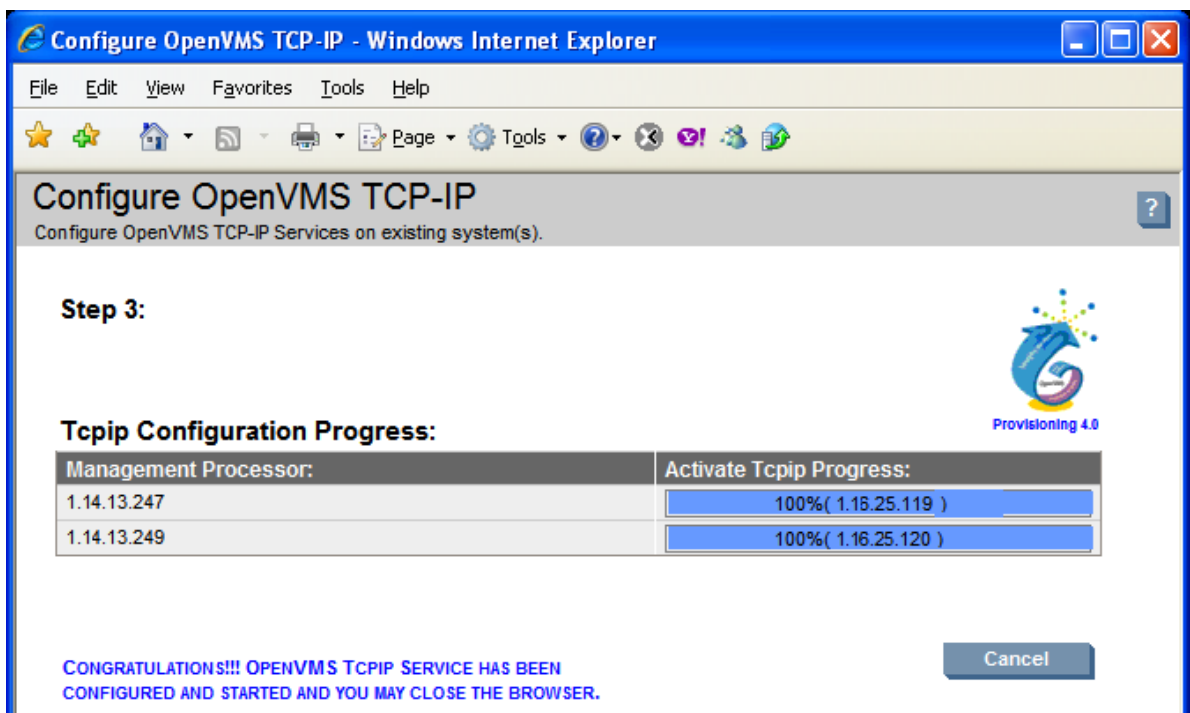 Configure OpenVMS TCP-IP - Windows Internet Explorer
File Edit View Favorites Tools Help
Page Tools
Configure OpenVMS TCP-IP
?
Configure OpenVMS TCP-IP Services on existing system(s).
Step 3:
Provisioning 4.0
Tcpip Configuration Progress:
Management Processor: Activate Tcpip Progress:
1.14.13.247 100%( 1.16.25.119 )
1.14.13.249 100%( 1.16.25.120 )
Cancel
CONGRATULATIONS!!! OPENVMS TCPIP SERVICE HAS BEEN
CONFIGURED AND STARTED AND YOU MAY CLOSE THE BROWSER.